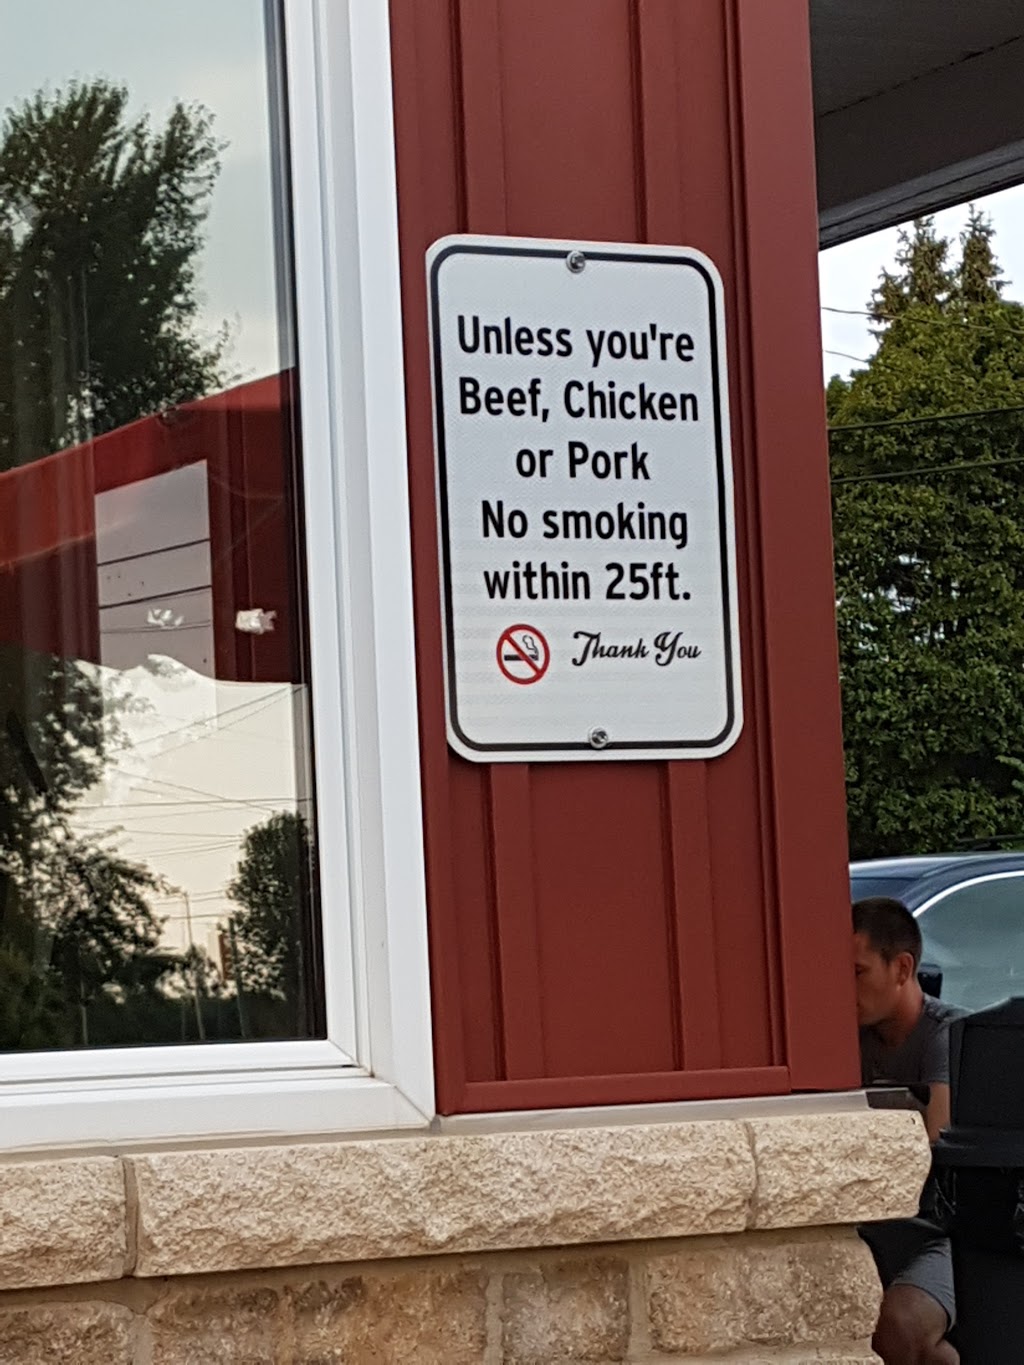 Unless you're
Beef, Chicken
or Pork
No smoking
within 25ft.
Thank You